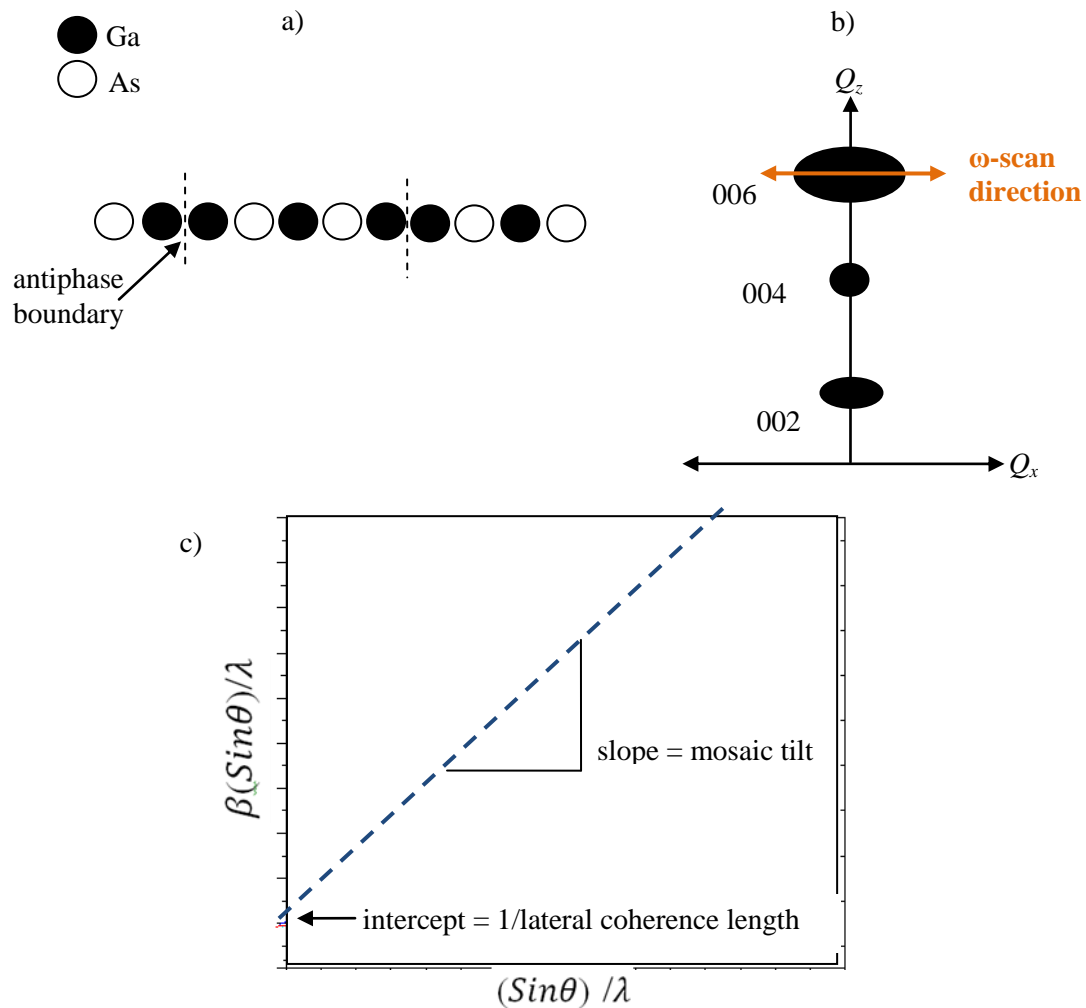 a)
Ga
As
antiphase
boundary
b)
Qz
ω-scan
direction
006
004
002
Qx
c)
β(Sinθ)/λ
slope = mosaic tilt
intercept = 1/lateral coherence length
(Sinθ) /λ